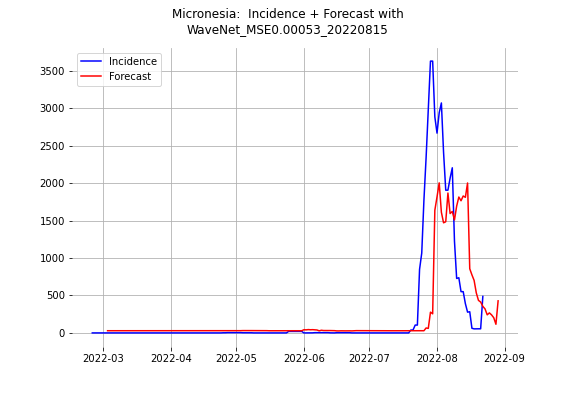 Micronesia:  Incidence + Forecast with
WaveNet_MSE0.00053_20220815
Incidence
Forecast
3500
3000
2500
2000
1500
1000
500
0
2022-03 2022-04 2022-05 2022-06 2022-07 2022-08 2022-09